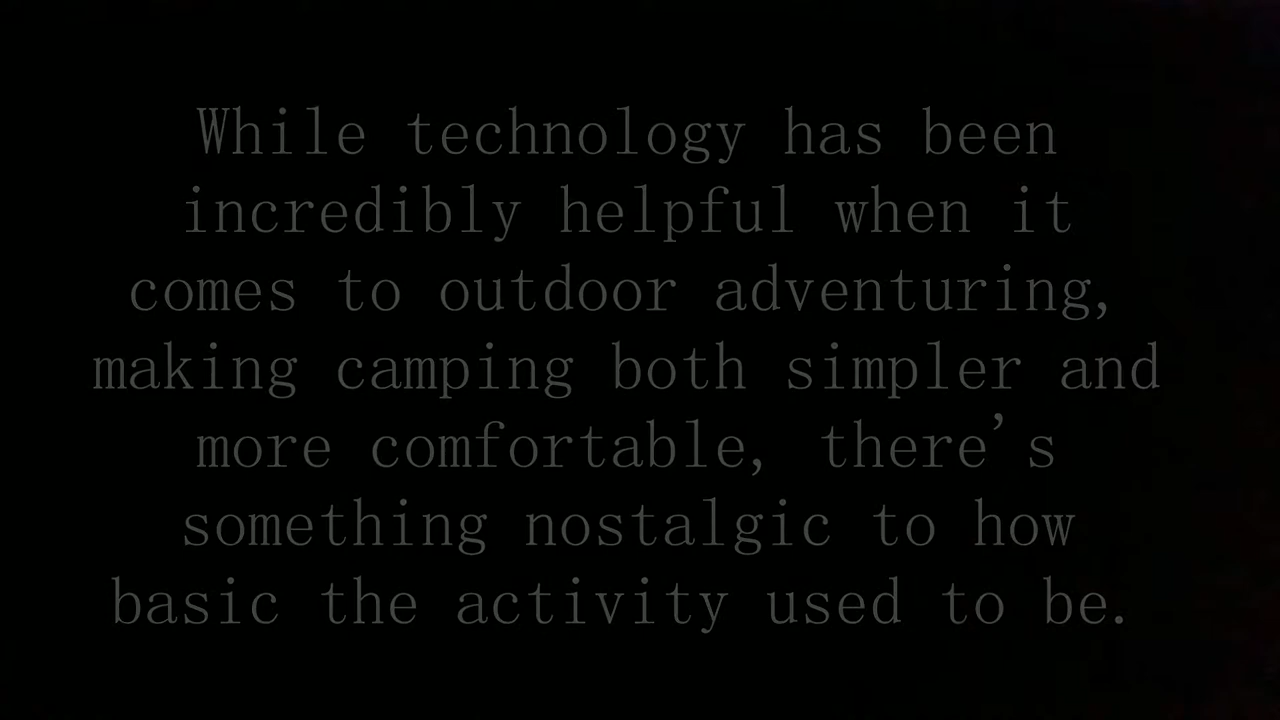 While technology has been
incredibly helpful when it
comes to outdoor adventuring,
making camping both simpler and
more comfortable, there's
something nostalgic to how
basic the activity used to be.